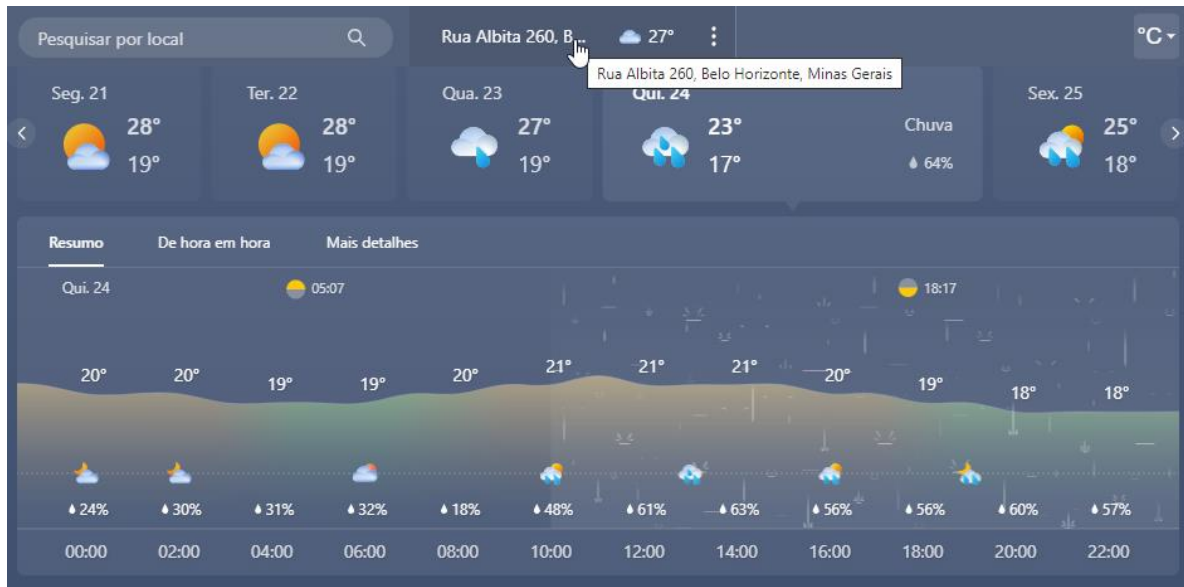 Pesquisar por local
Rua Albita 260, B... 27°
°C
Rua Albita 260, Belo Horizonte, Minas Gerais
Seg. 21
28°
19°
Ter. 22
28°
19°
Qua. 23
27°
19°
Qui. 24
23°
17°
Chuva
64%
Sex. 25
25°
18°
Resumo De hora em hora Mais detalhes
Qui. 24 05:07 18:17
20° 20° 19° 19° 20° 21° 21° 21° 20° 19° 18° 18°
24% 30% 31% 32% 18% 48% 61% 63% 56% 56% 60% 57%
00:00 02:00 04:00 06:00 08:00 10:00 12:00 14:00 16:00 18:00 20:00 22:00